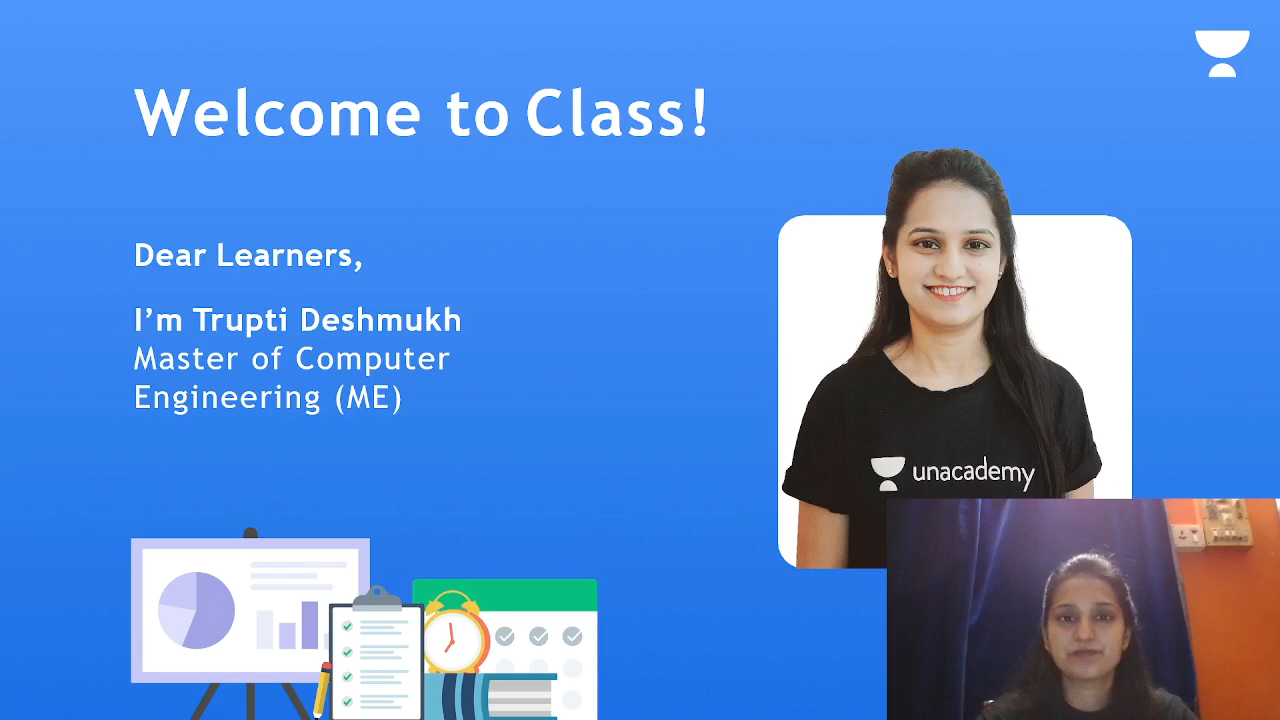 Welcome to Class!
Dear Learners,
I’m Trupti Deshmukh
Master of Computer
Engineering (ME)
unacademy